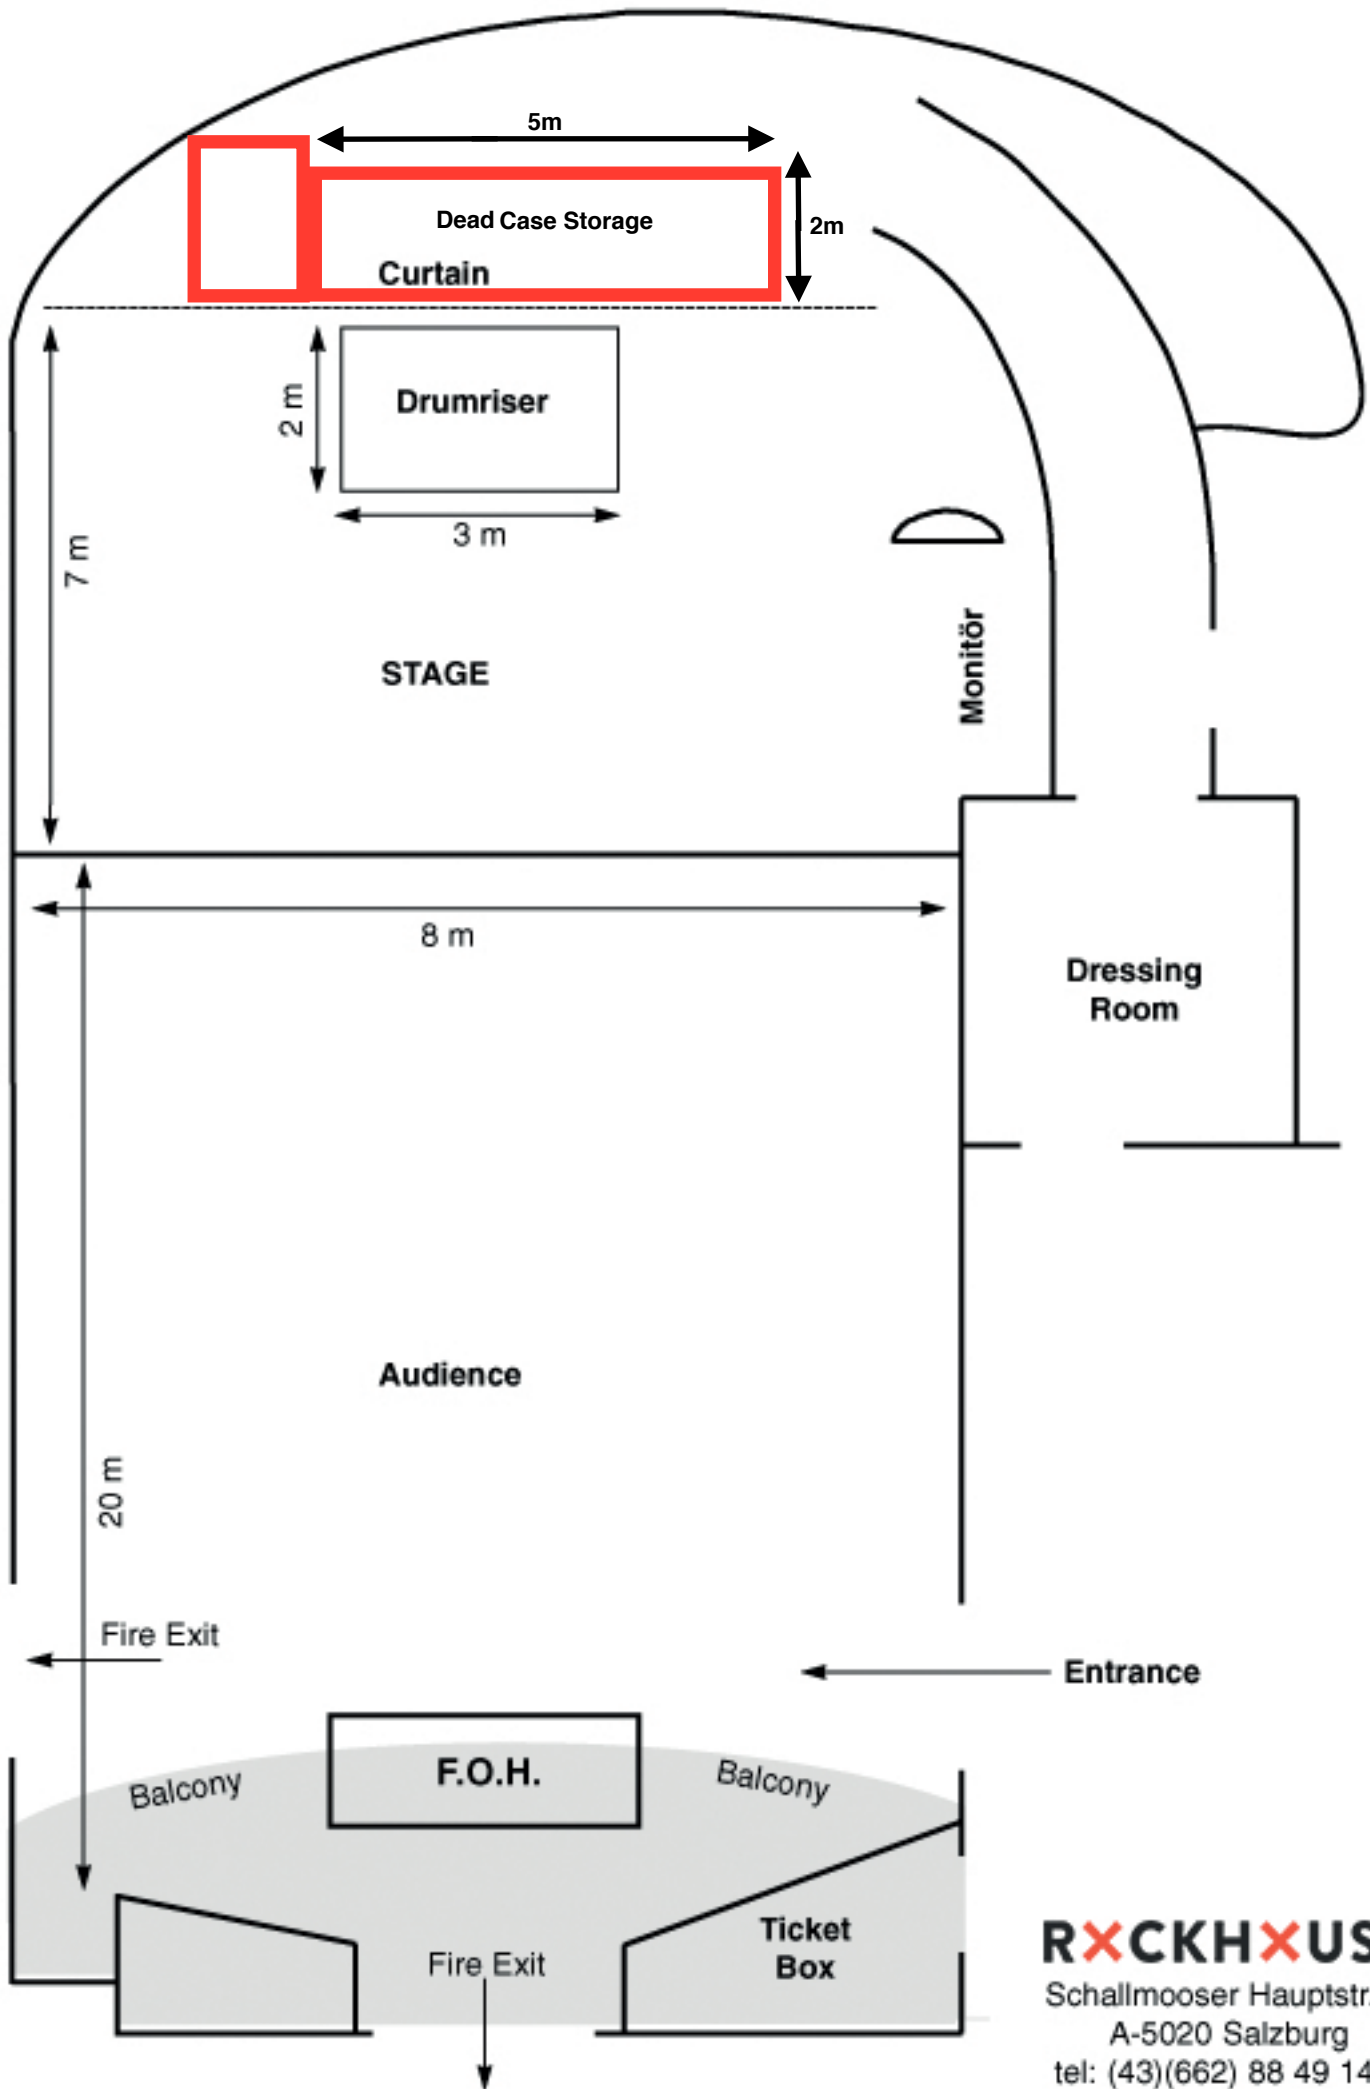 5m
Dead Case Storage
2m
Curtain
Drumriser
2 m
3 m
7 m
STAGE
Monitör
8 m
Dressing
Room
Audience
20 m
Fire Exit
Entrance
F.O.H.
Balcony
Balcony
Ticket
Box
Fire Exit
RXCKHXUS
Schallmooser Hauptstr.
A-5020 Salzburg
tel: (43)(662) 88 49 14